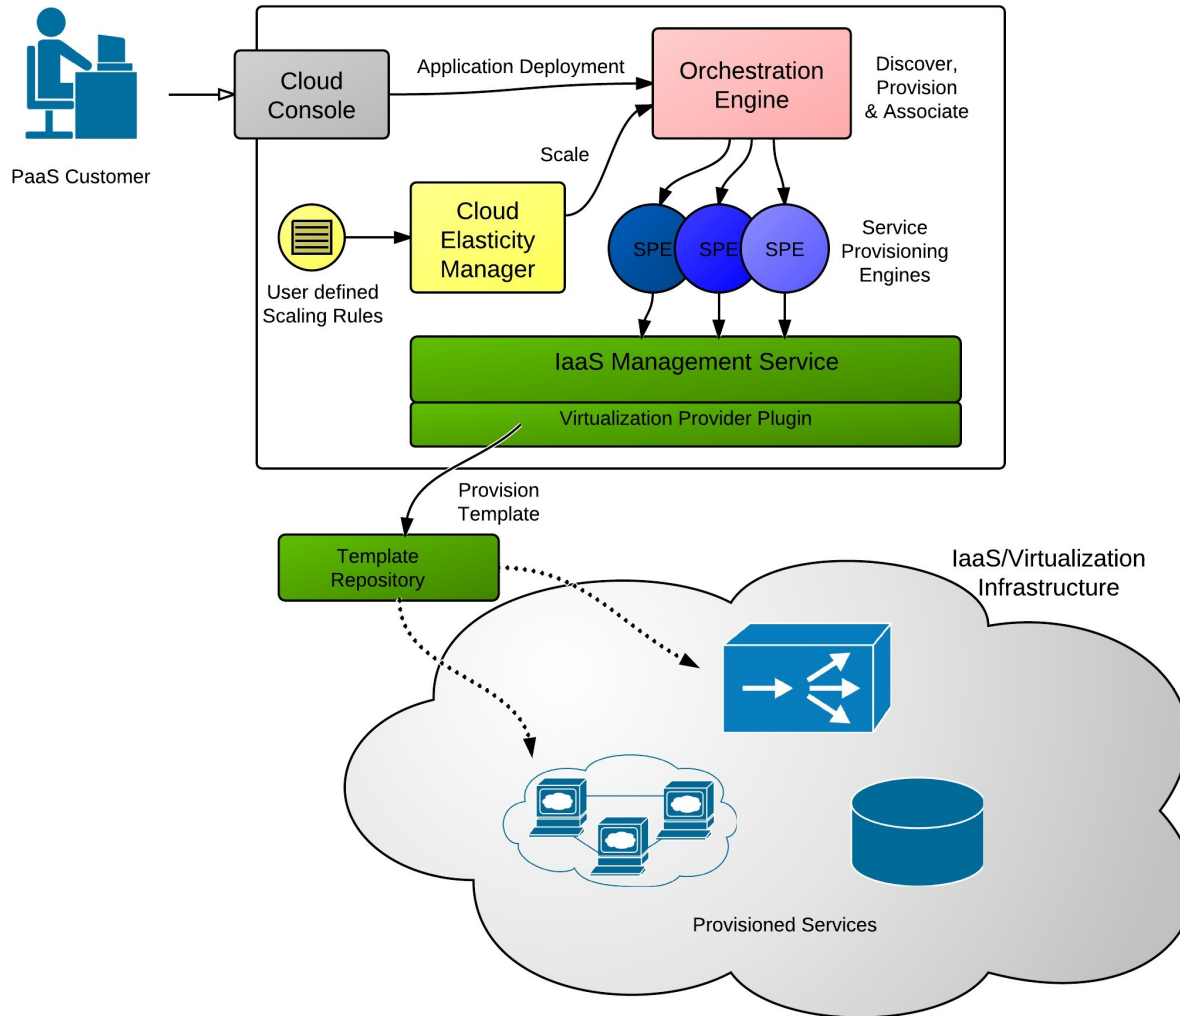 PaaS Customer
Cloud
Console
Application Deployment
Orchestration
Engine
Discover,
Provision
& Associate
Scale
Cloud
Elasticity
Manager
User defined
Scaling Rules
SPE
SPE
SPE
Service
Provisioning
Engines
IaaS Management Service
Virtualization Provider Plugin
Provision
Template
Template
Repository
IaaS/Virtualization
Infrastructure
Provisioned Services